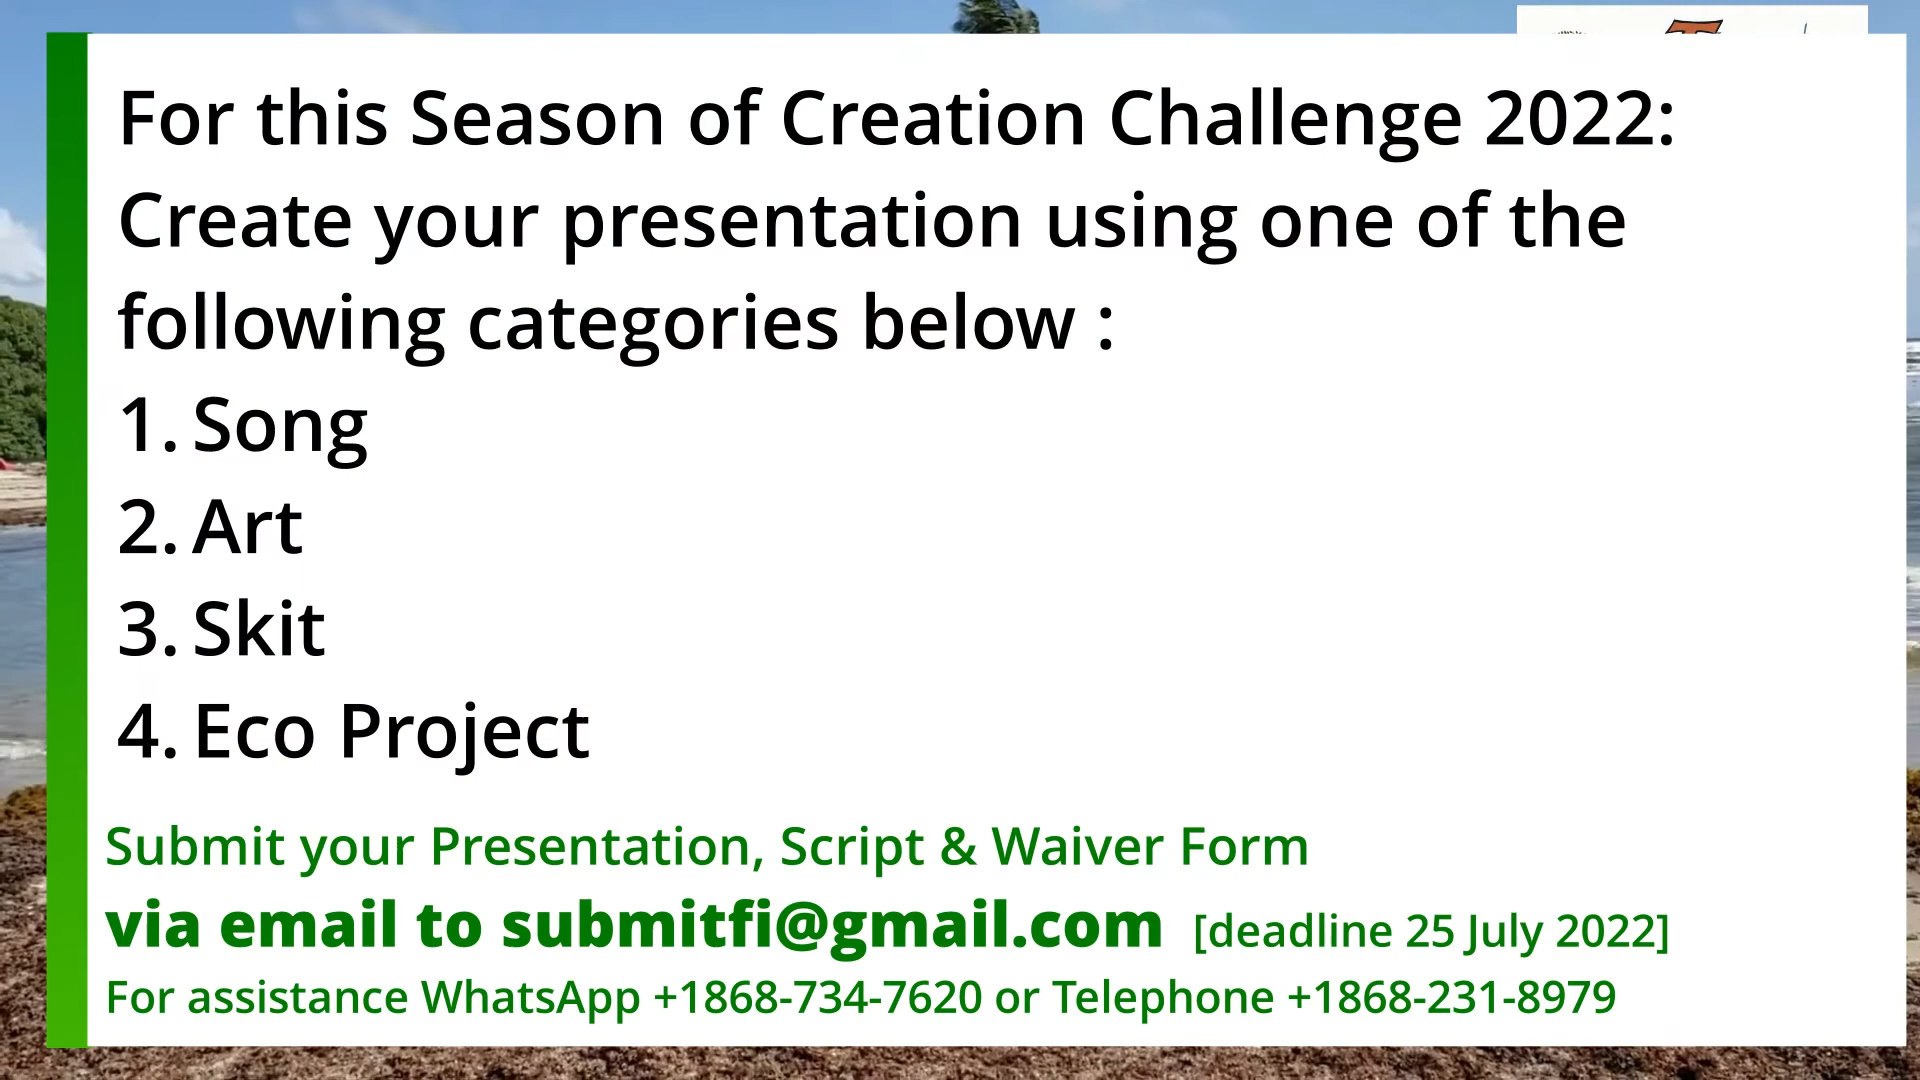 For this Season of Creation Challenge 2022:
Create your presentation using one of the
following categories below :
1. Song
2. Art
3. Skit
4. Eco Project
Submit your Presentation, Script & Waiver Form
via email to submitfi@gmail.com [deadline 25 July 2022]
For assistance WhatsApp +1868-734-7620 or Telephone +1868-231-8979